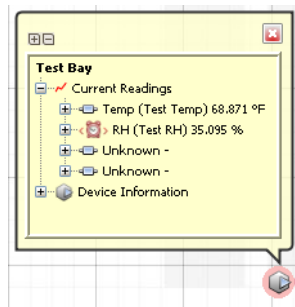 Test Bay
Current Readings
Temp (Test Temp) 68.871 °F
RH (Test RH) 35.095 %
Unknown -
Unknown -
Device Information